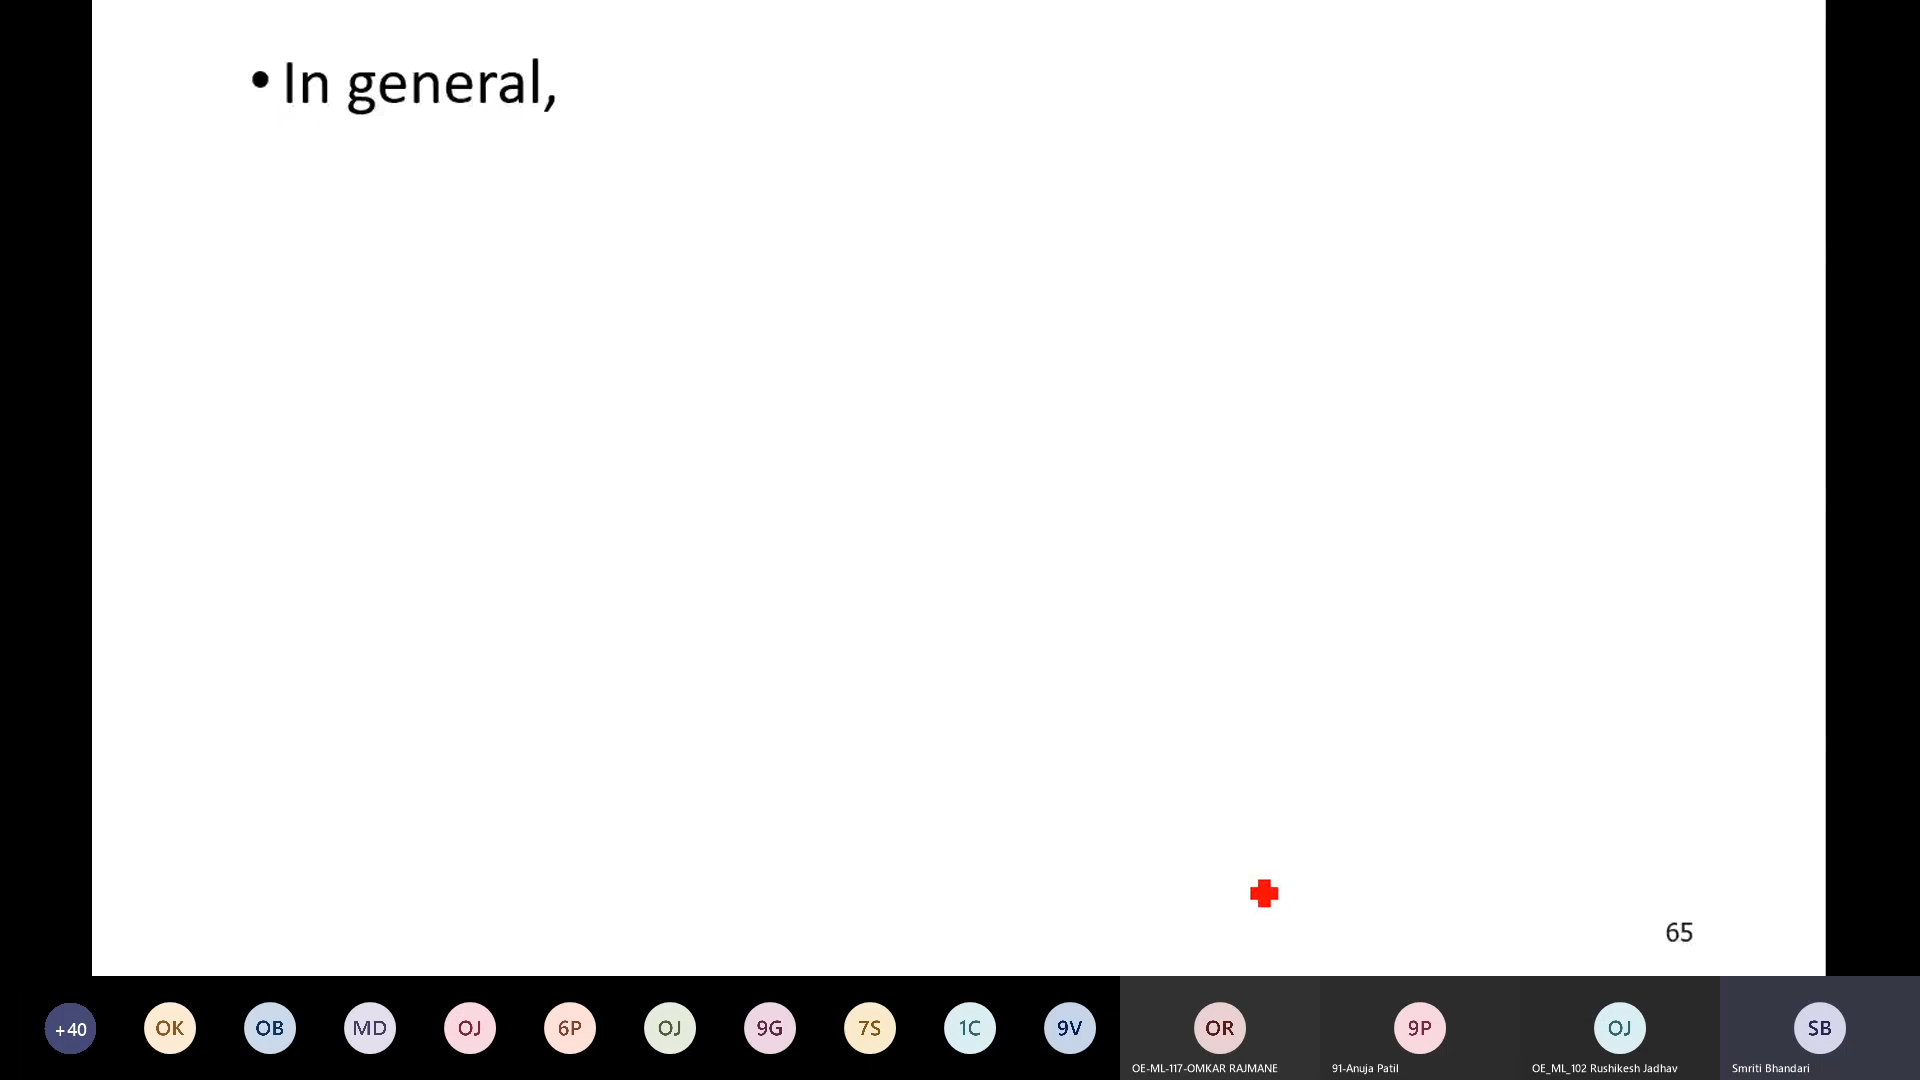 • In general,
65
+40 OK OB MD OJ 6P OJ 9G 7S 1C 9V OR 9P OJ SB
OE-ML-117-OMKAR RAJMANE 91-Anuja Patil OE_ML_102 Rushikesh Jadhav Smriti Bhandari